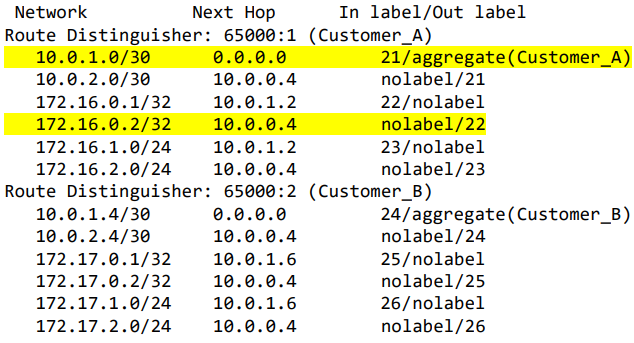 Network Next Hop In label/Out label
Route Distinguisher: 65000:1 (Customer_A)
10.0.1.0/30 0.0.0.0 21/aggregate(Customer_A)
10.0.2.0/30 10.0.0.4 nolabel/21
172.16.0.1/32 10.0.1.2 22/nolabel
172.16.0.2/32 10.0.0.4 nolabel/22
172.16.1.0/24 10.0.1.2 23/nolabel
172.16.2.0/24 10.0.0.4 nolabel/23
Route Distinguisher: 65000:2 (Customer_B)
10.0.1.4/30 0.0.0.0 24/aggregate(Customer_B)
10.0.2.4/30 10.0.0.4 nolabel/24
172.17.0.1/32 10.0.1.6 25/nolabel
172.17.0.2/32 10.0.0.4 nolabel/25
172.17.1.0/24 10.0.1.6 26/nolabel
172.17.2.0/24 10.0.0.4 nolabel/26